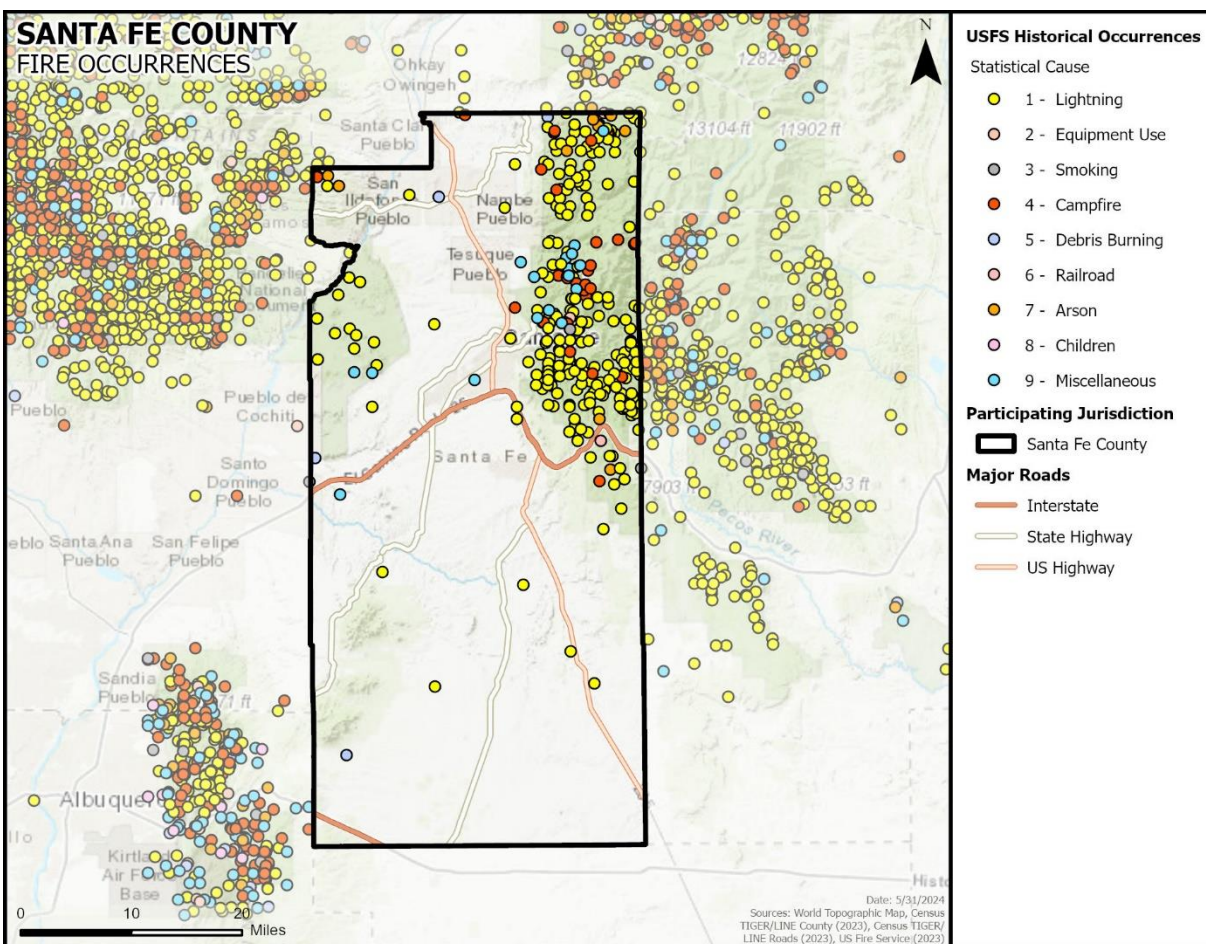 SANTA FE COUNTY
FIRE OCCURRENCES
N
Ohkay
Owingeh
12824 ft
Santa Cla
Pueblo
13104 ft
11902 ft
San
Pueblo
Nambe
Pueblo
Tesuque
Pueblo
National
Pueblo de
Cochiti
Pueblo
Santo
Domingo
Pueblo
Santa Fe
7903
Pecos River
Santa Ana
Pueblo
San Felipe
Pueblo
Sandia
Pueblo
71 ft
Albuquer
Kirtland
Air Force
Base
0 10 20
Miles
Date: 5/31/2024
Sources: World Topographic Map, Census
TIGER/LINE County (2023), Census TIGER/
LINE Roads (2023), US Fire Service (2023)
USFS Historical Occurrences
Statistical Cause
1 - Lightning
2 - Equipment Use
3 - Smoking
4 - Campfire
5 - Debris Burning
6 - Railroad
7 - Arson
8 - Children
9 - Miscellaneous
Participating Jurisdiction
Santa Fe County
Major Roads
Interstate
State Highway
US Highway